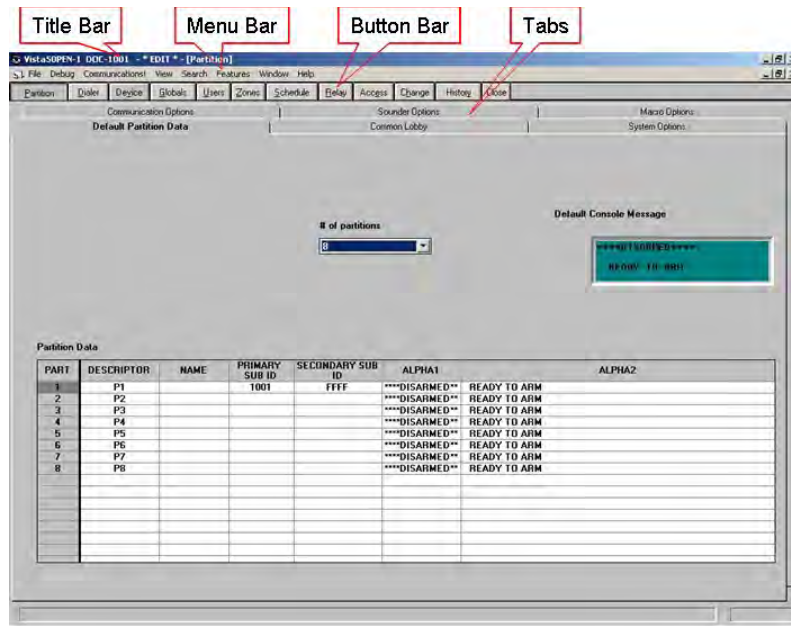 Title Bar
Menu Bar
Button Bar
Tabs
Vista50PEN-1 DOC-1001 - * EDIT * - [Partition]
File Debug Communications! View Search Features Window Help
Partition Dialer Device Globals Users Zones Schedule Relay Access Change History Close
Communication Options Sounder Options Macro Options
Default Partition Data Common Lobby System Options
# of partitions
Default Console Message
8
****DISARMED****
READY TO ARM
Partition Data
PART DESCRIPTOR NAME PRIMARY SUB ID SECONDARY SUB ID ALPHA1 ALPHA2
1 P1 1001 FFFF ****DISARMED** READY TO ARM
2 P2 ****DISARMED** READY TO ARM
3 P3 ****DISARMED** READY TO ARM
4 P4 ****DISARMED** READY TO ARM
5 P5 ****DISARMED** READY TO ARM
6 P6 ****DISARMED** READY TO ARM
7 P7 ****DISARMED** READY TO ARM
8 P8 ****DISARMED** READY TO ARM